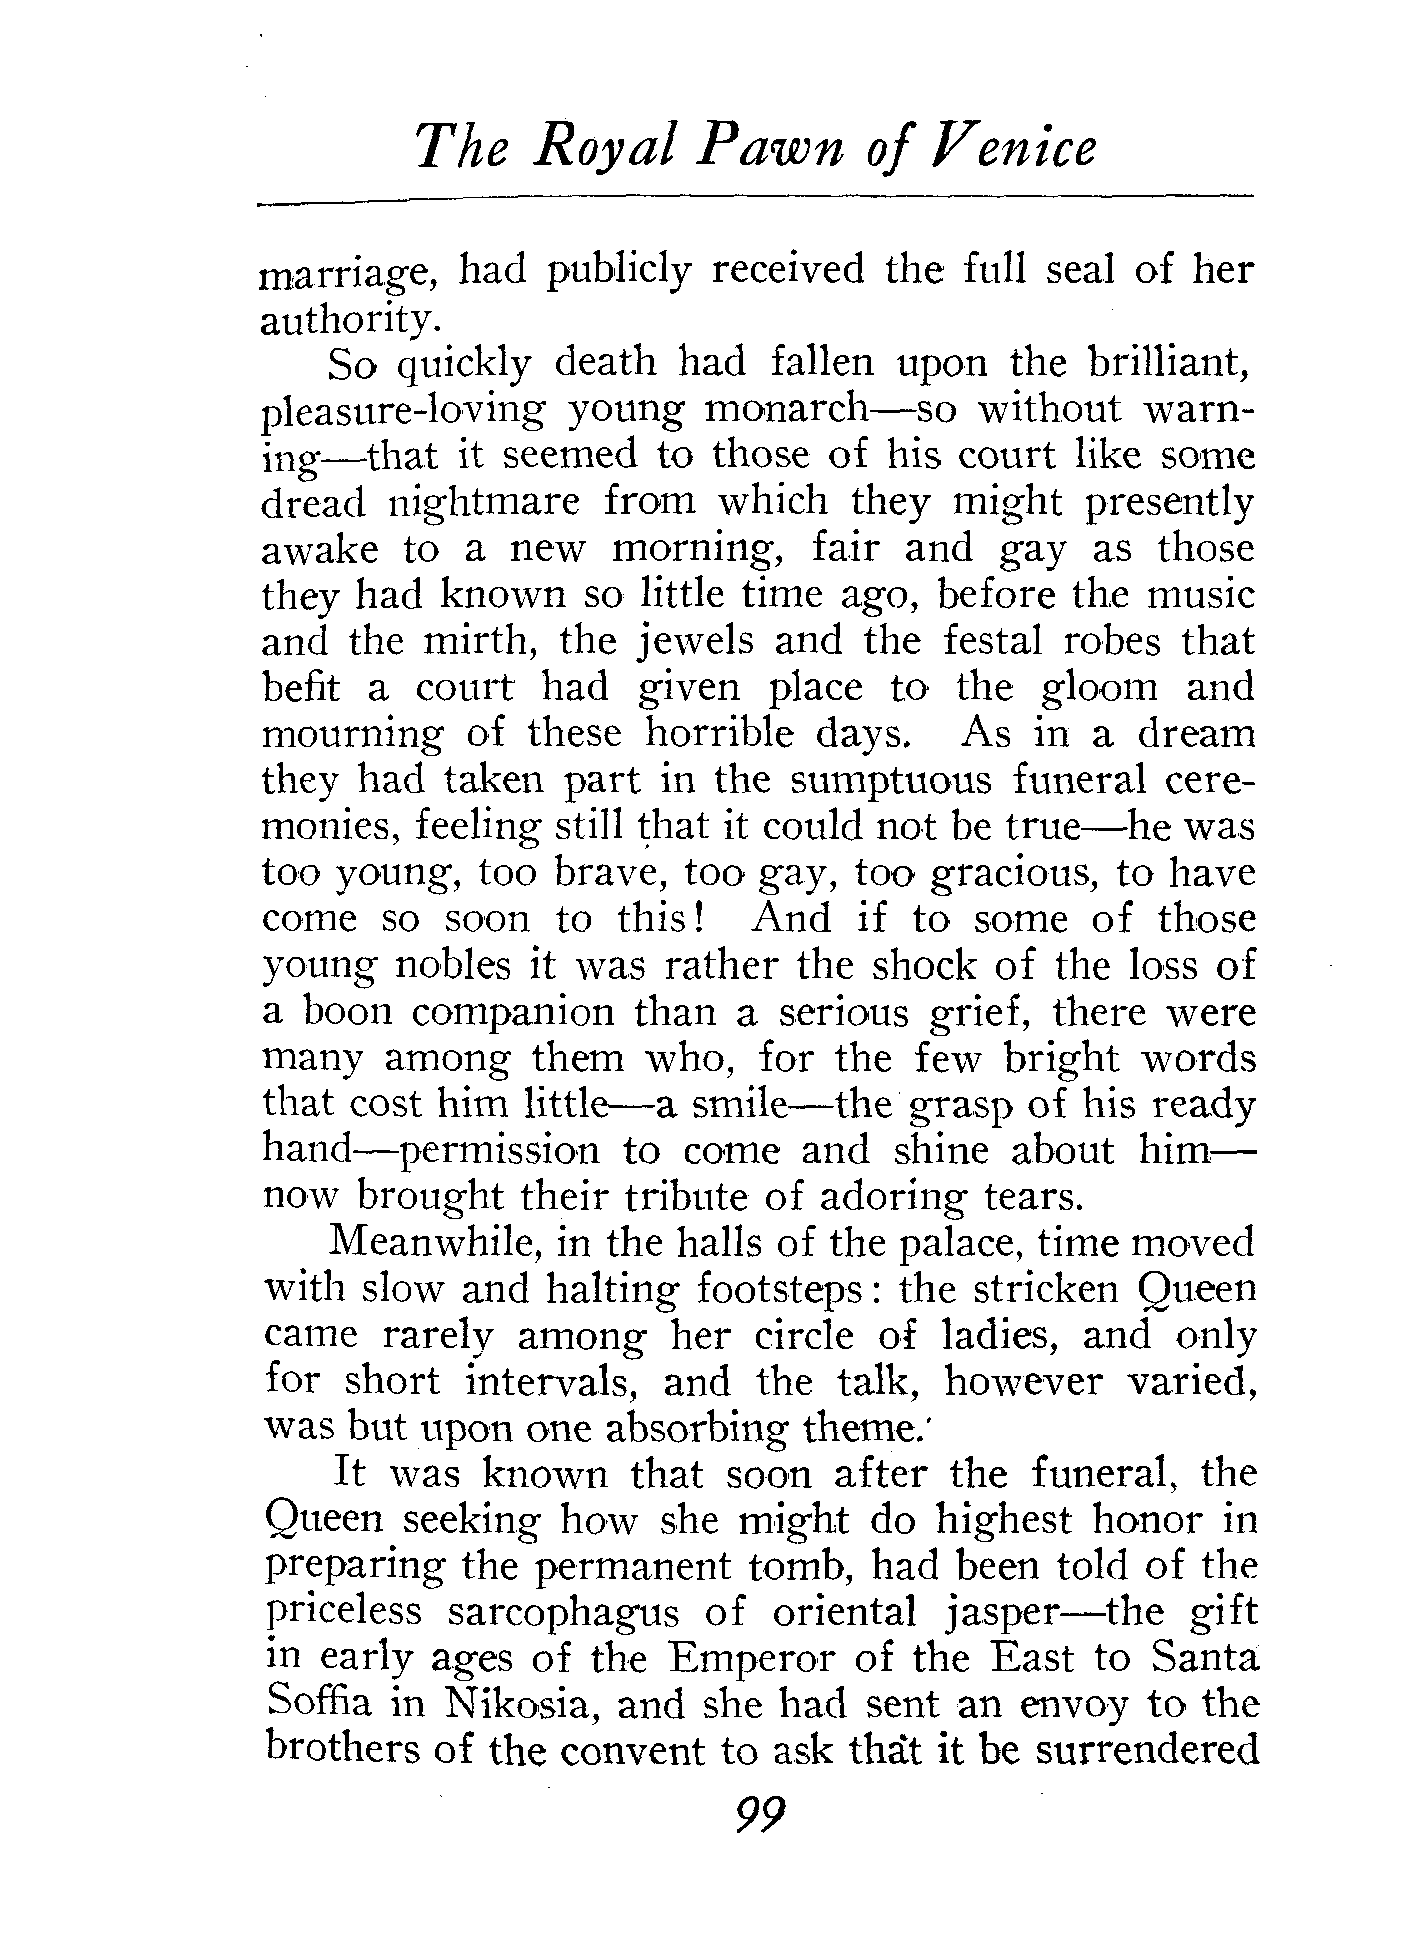 The Royal Pawn of Venice
marriage, had publicly received the full seal of her
authority.
So quickly death had fallen upon the brilliant,
pleasure-loving young monarch—so without warn-
ing—that it seemed to those of his court like some
dread nightmare from which they might presently
awake to a new morning, fair and gay as those
they had known so little time ago, before the music
and the mirth, the jewels and the festal robes that
befit a court had given place to the gloom and
mourning of these horrible days. As in a dream
they had taken part in the sumptuous funeral cere-
monies, feeling still that it could not be true—he was
too young, too brave, too gay, too gracious, to have
come so soon to this! And if to some of those
young nobles it was rather the shock of the loss of
a boon companion than a serious grief, there were
many among them who, for the few bright words
that cost him little—a smile—the grasp of his ready
hand—permission to come and shine about him—
now brought their tribute of adoring tears.
Meanwhile, in the halls of the palace, time moved
with slow and halting footsteps: the stricken Queen
came rarely among her circle of ladies, and only
for short intervals, and the talk, however varied,
was but upon one absorbing theme.
It was known that soon after the funeral, the
Queen seeking how she might do highest honor in
preparing the permanent tomb, had been told of the
priceless sarcophagus of oriental jasper—the gift
in early ages of the Emperor of the East to Santa
Soffia in Nikosia, and she had sent an envoy to the
brothers of the convent to ask that it be surrendered
99